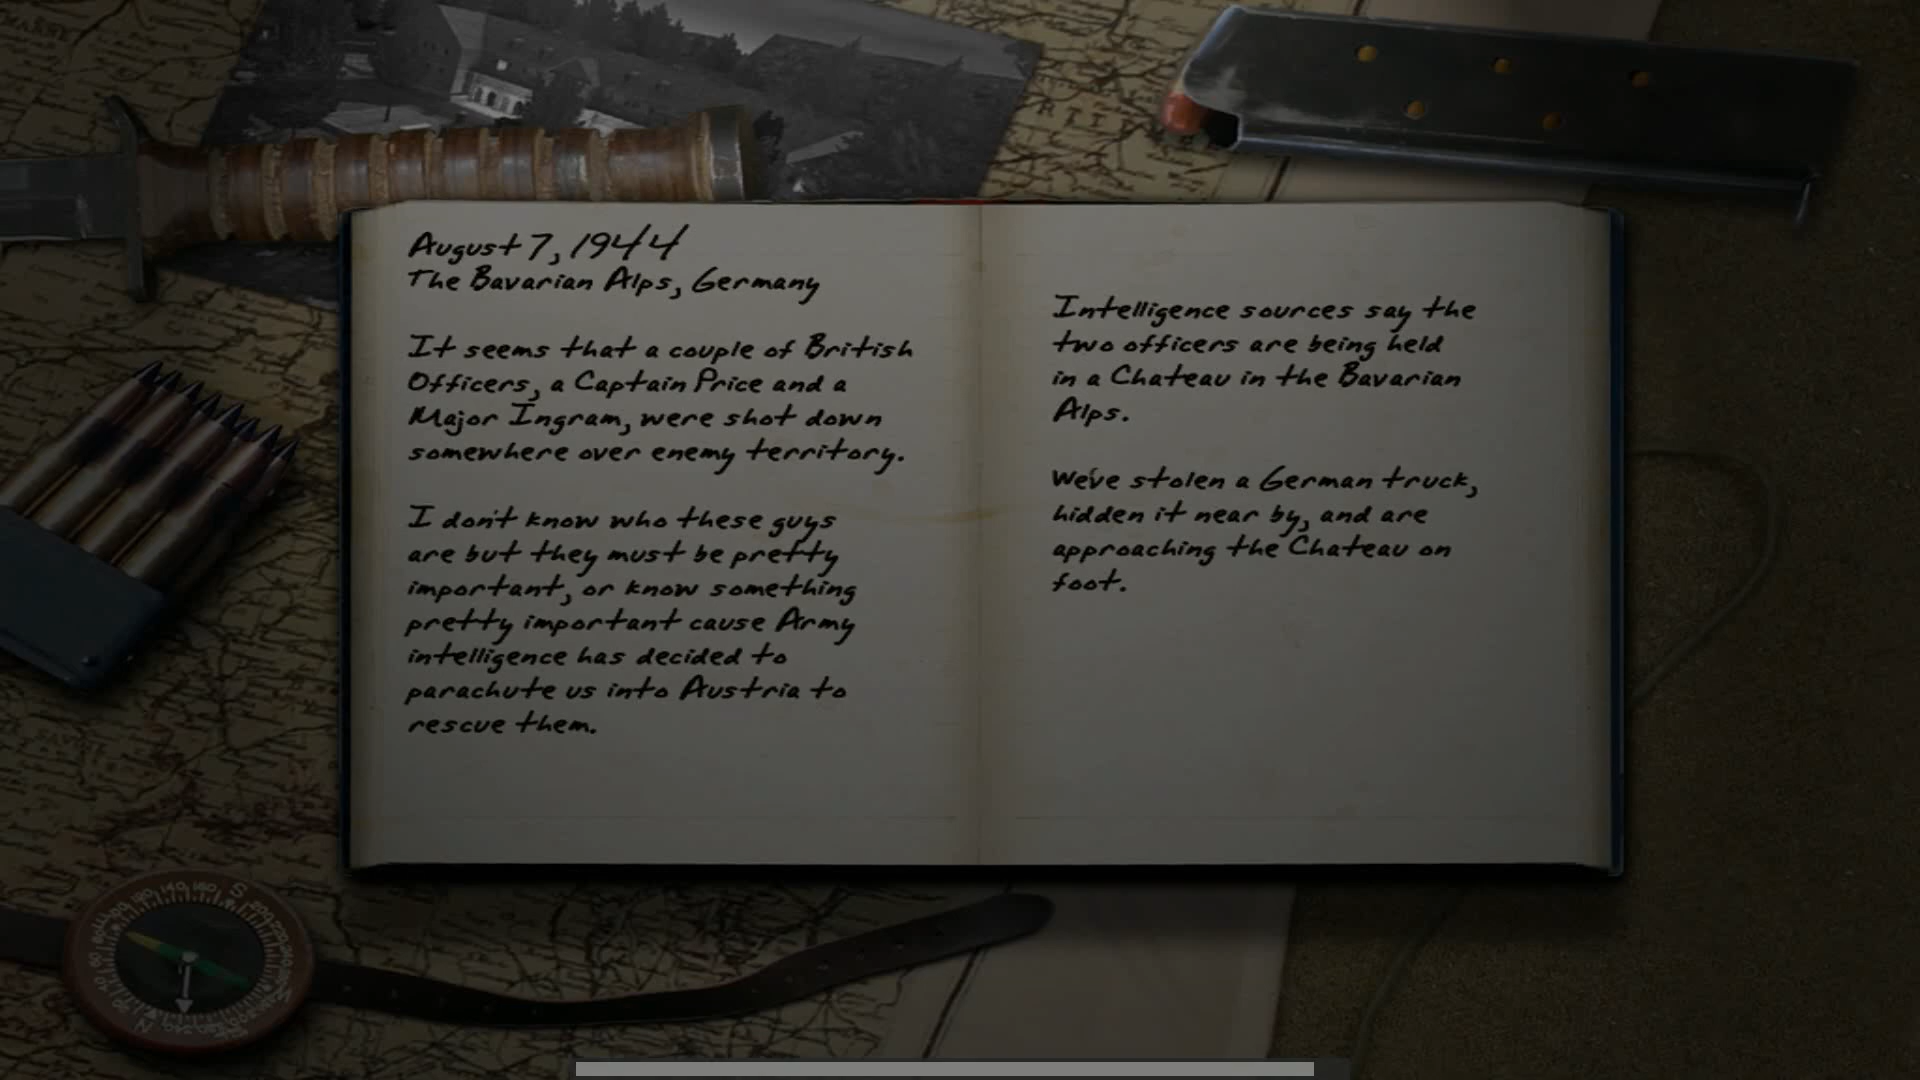 August 7, 1944
The Bavarian Alps, Germany
It seems that a couple of British
Officers, a Captain Price and a
Major Ingram, were shot down
somewhere over enemy territory.
I don't know who these guys
are but they must be pretty
important, or know something
pretty important cause Army
intelligence has decided to
parachute us into Austria to
rescue them.
Intelligence sources say the
two officers are being held
in a Chateau in the Bavarian
Alps.
We've stolen a German truck,
hidden it near by, and are
approaching the Chateau on
foot.